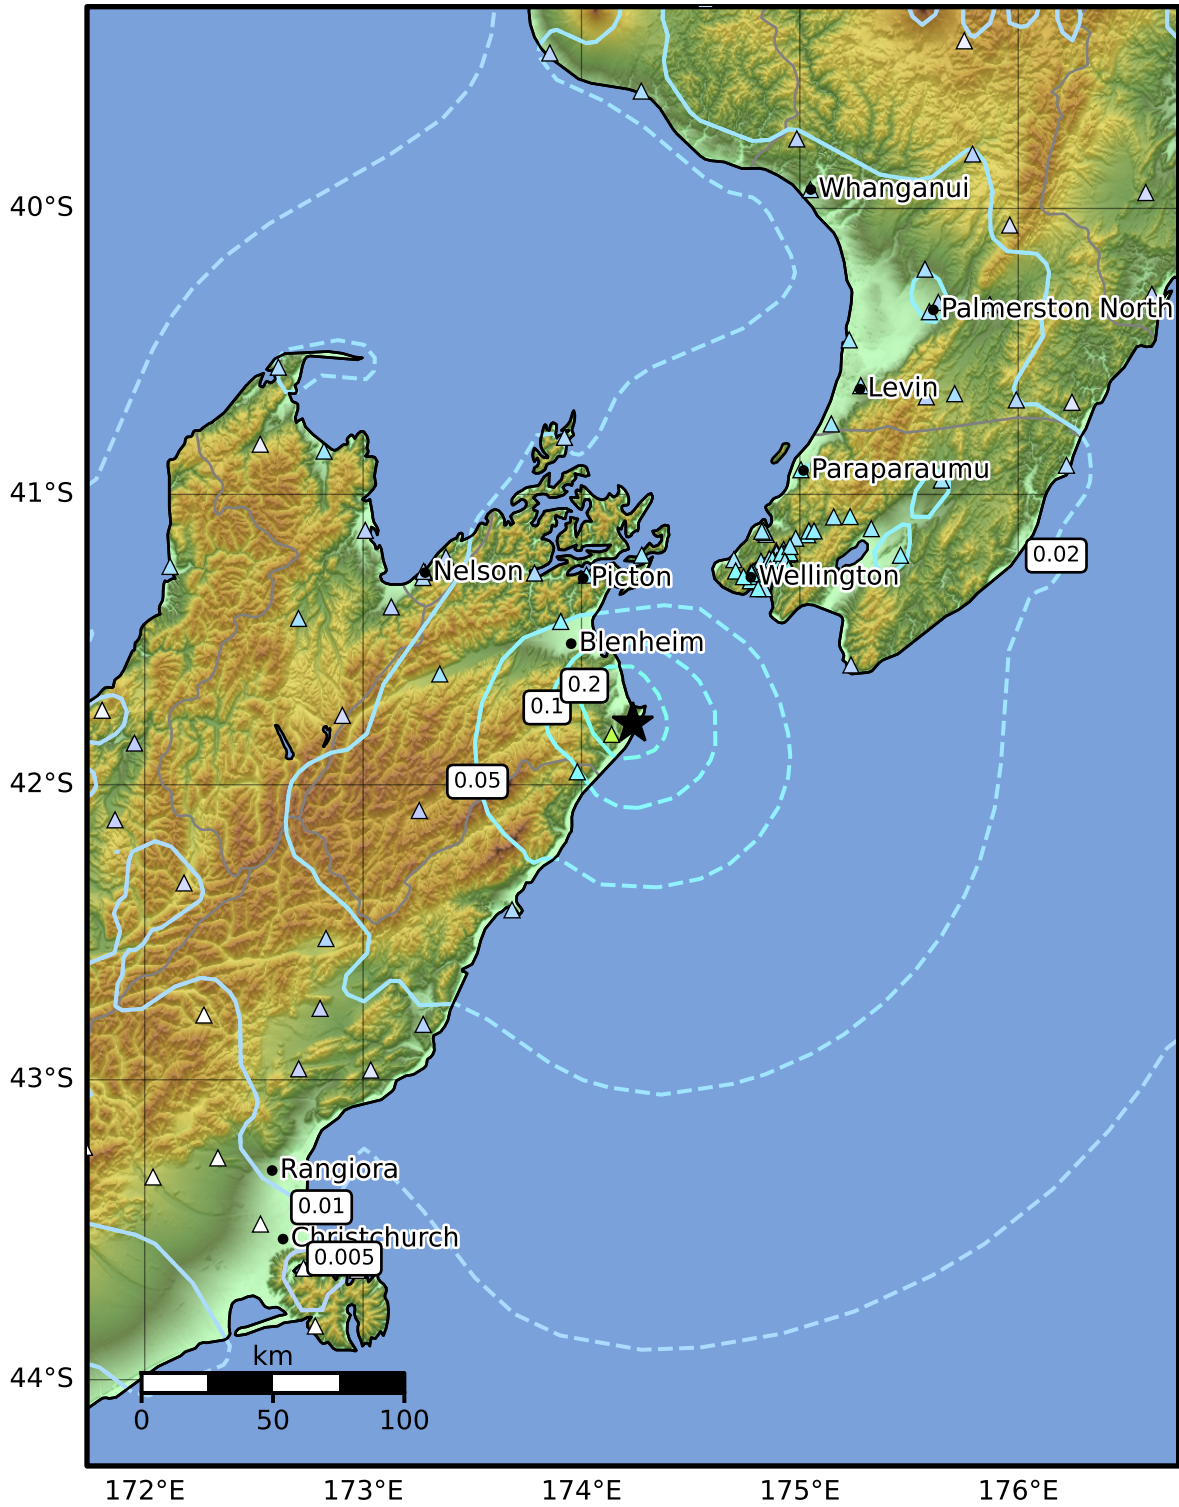 Whanganui
40°S
Palmerston North
Levin
Paraparaumu
41°S
0.02
Nelson
Picton
Wellington
Blenheim
0.2
0.1
0.05
42°S
43°S
Rangiora
0.01
Christchurch
0.005
km
44°S
0 50 100
172°E 173°E 174°E 175°E 176°E